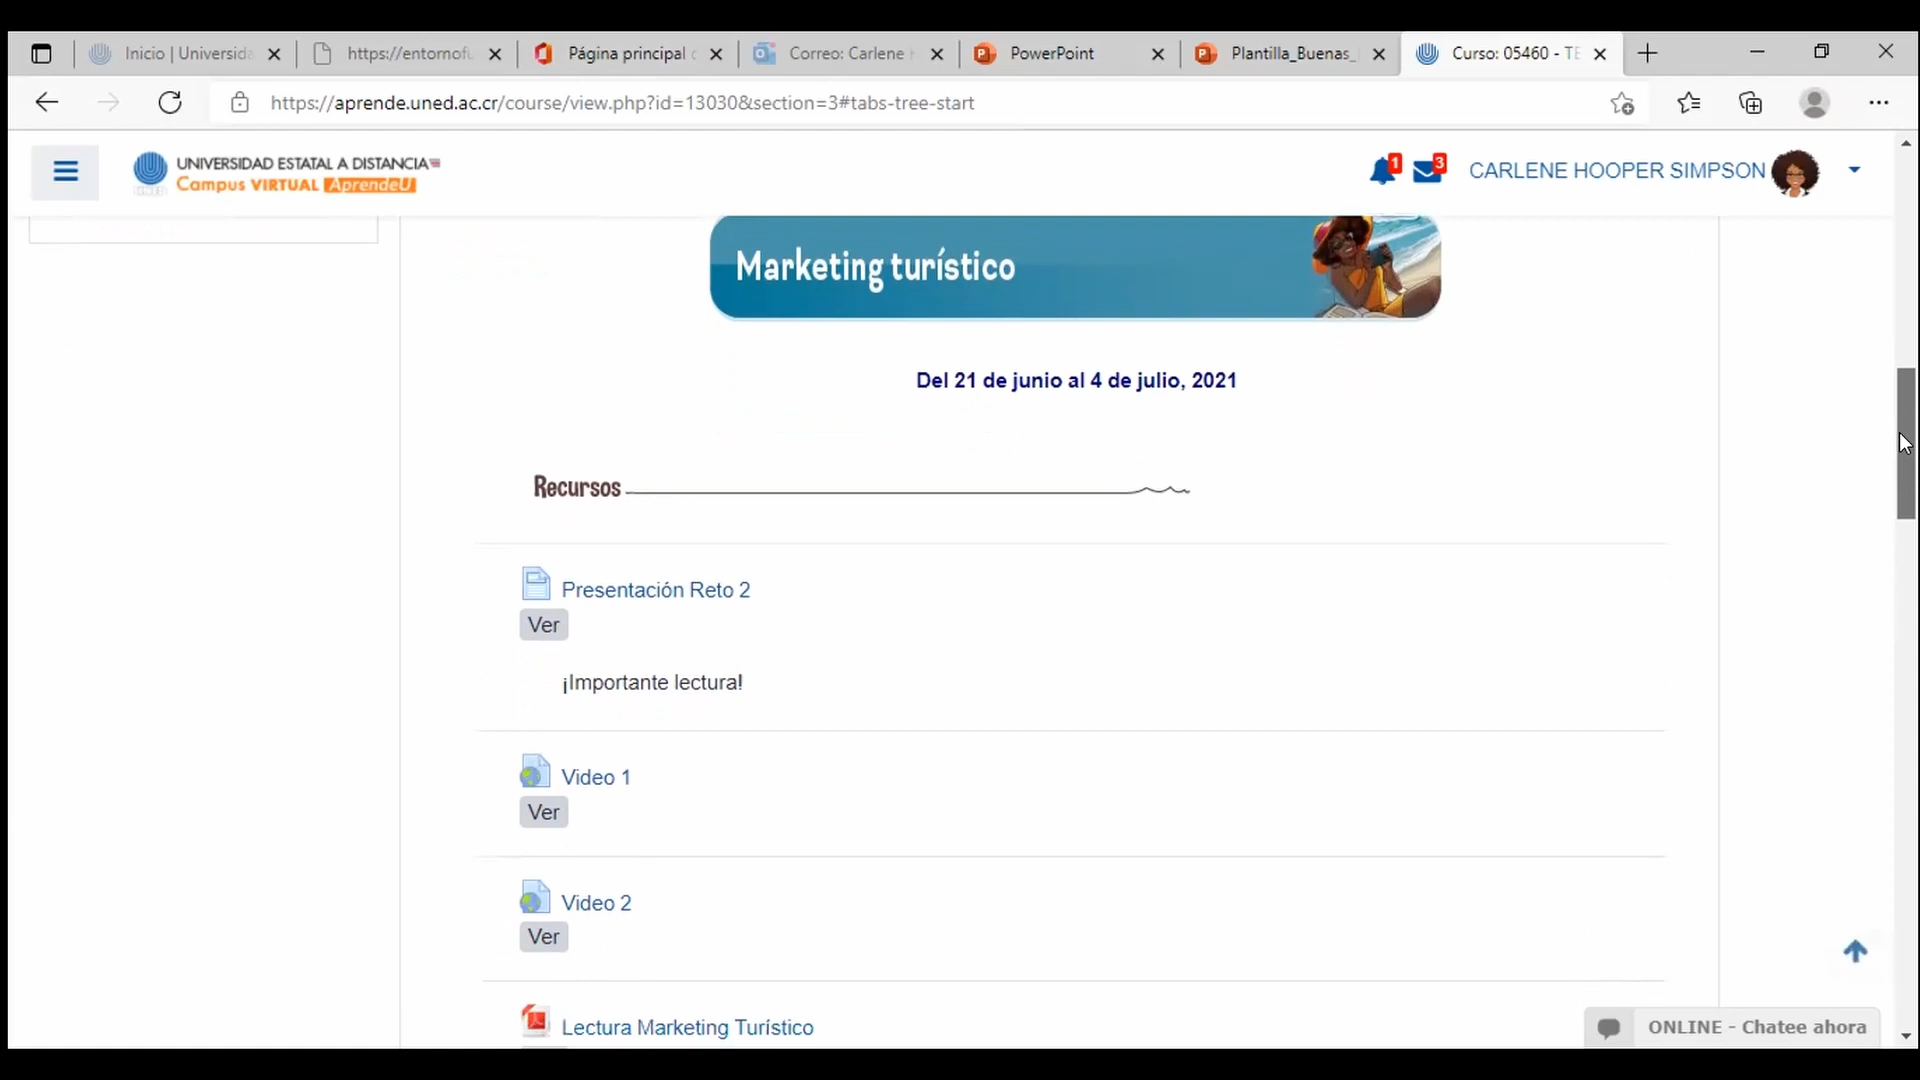 Inicio | Universida
https://entornofu
Página principal
Correo: Carlene
PowerPoint
Plantilla_Buenas_
Curso: 05460 - TE
https://aprende.uned.ac.cr/course/view.php?id=13030&section=3#tabs-tree-start
UNIVERSIDAD ESTATAL A DISTANCIA
Campus VIRTUAL AprendeU
1
3
CARLENE HOOPER SIMPSON
Marketing turístico
Del 21 de junio al 4 de julio, 2021
Recursos
Presentación Reto 2
Ver
¡Importante lectura!
Video 1
Ver
Video 2
Ver
Lectura Marketing Turístico
ONLINE - Chatee ahora